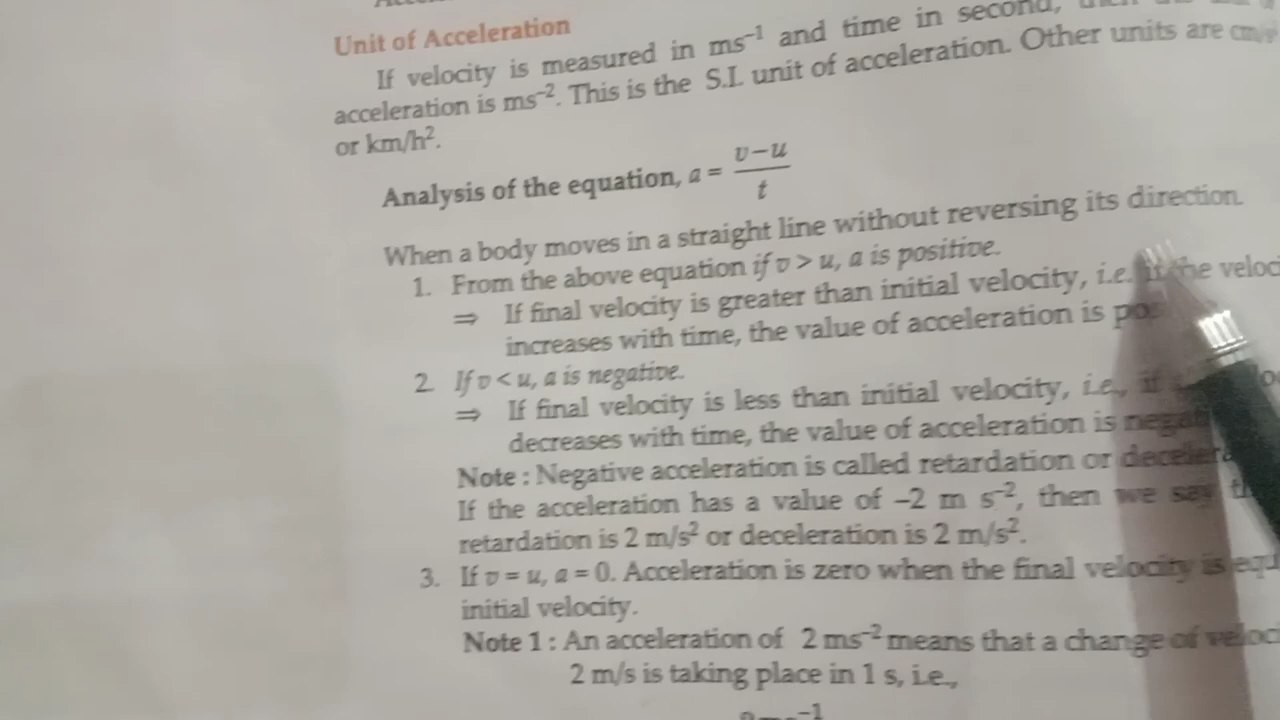 Unit of Acceleration
If velocity is measured in ms⁻¹ and time in second,
acceleration is ms⁻². This is the S.I. unit of acceleration. Other units are
or km/h².
Analysis of the equation, a = v−u/t
When a body moves in a straight line without reversing its direction.
1. From the above equation if v > u, a is positive.
⇒ If final velocity is greater than initial velocity, i.e.
increases with time, the value of acceleration is
2. If v < u, a is negative.
⇒ If final velocity is less than initial velocity, i.e., if
decreases with time, the value of acceleration is
Note : Negative acceleration is called retardation or
If the acceleration has a value of −2 m s⁻², then we say
retardation is 2 m/s² or deceleration is 2 m/s².
3. If v = u, a = 0. Acceleration is zero when the final velocity is
initial velocity.
Note 1 : An acceleration of 2 ms⁻² means that a change of
2 m/s is taking place in 1 s, i.e.,